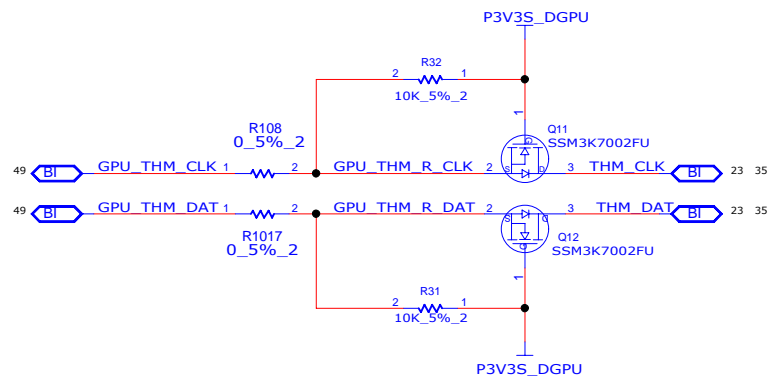 P3V3S_DGPU
R32
2 1
10K_5%_2
1
Q11
SSM3K7002FU
G
S D
R108
0_5%_2
49 BI GPU_THM_CLK 1 2 GPU_THM_R_CLK 2 3 THM_CLK BI 23 35
49 BI GPU_THM_DAT 1 2 GPU_THM_R_DAT 2 3 THM_DAT BI 23 35
S D
G
R1017
0_5%_2
Q12
SSM3K7002FU
1
R31
2 1
10K_5%_2
P3V3S_DGPU